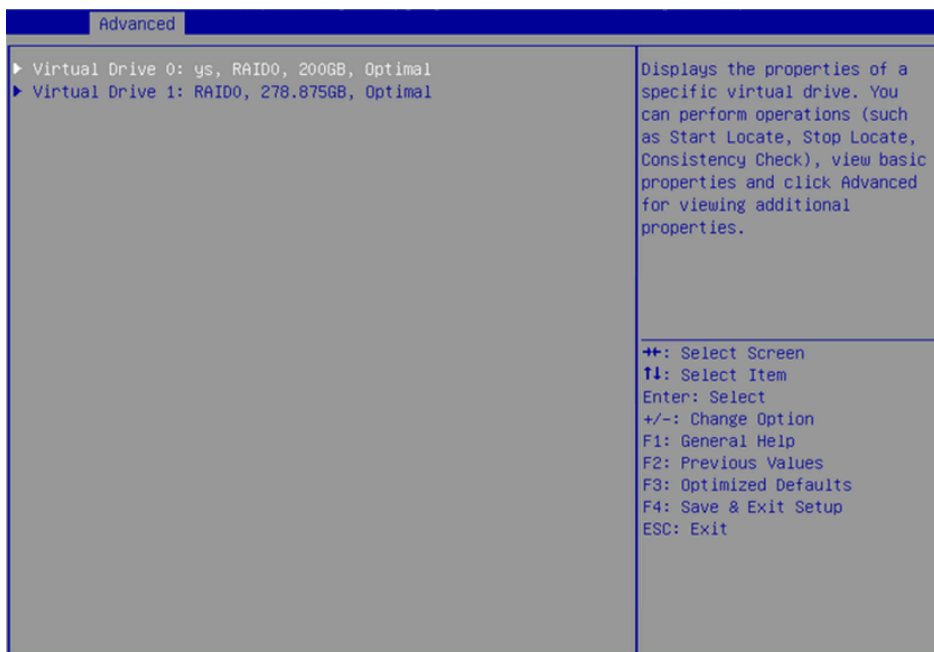 Advanced
▶ Virtual Drive 0: ys, RAID0, 200GB, Optimal
▶ Virtual Drive 1: RAID0, 278.875GB, Optimal
Displays the properties of a
specific virtual drive. You
can perform operations (such
as Start Locate, Stop Locate,
Consistency Check), view basic
properties and click Advanced
for viewing additional
properties.
→←: Select Screen
↑↓: Select Item
Enter: Select
+/-: Change Option
F1: General Help
F2: Previous Values
F3: Optimized Defaults
F4: Save & Exit Setup
ESC: Exit